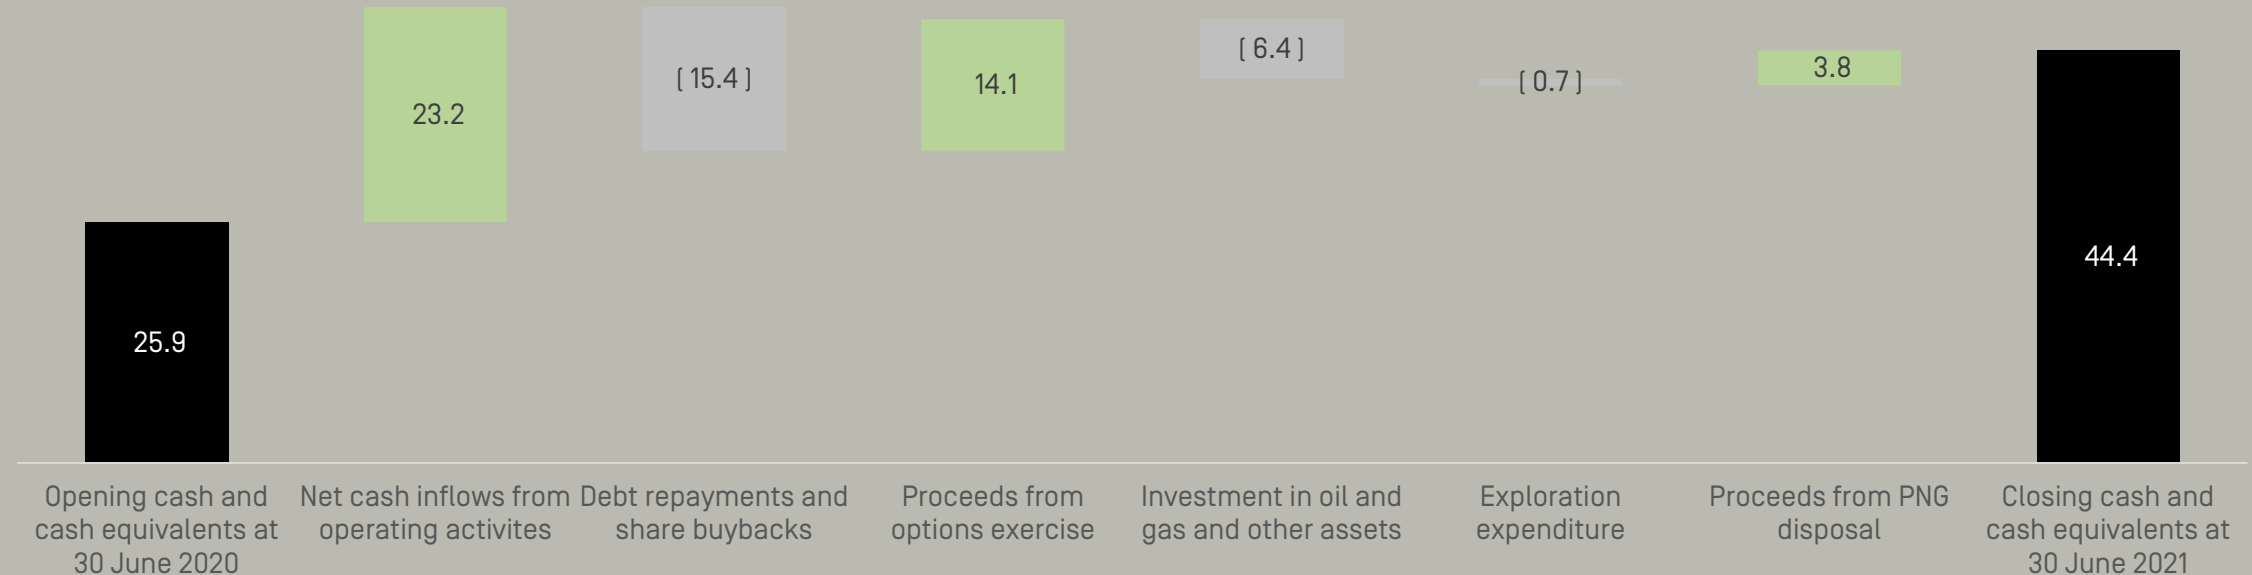 23.2
( 15.4 )
14.1
( 6.4 )
( 0.7 )
3.8
25.9
44.4
Opening cash and
cash equivalents at
30 June 2020
Net cash inflows from
operating activites
Debt repayments and
share buybacks
Proceeds from
options exercise
Investment in oil and
gas and other assets
Exploration
expenditure
Proceeds from PNG
disposal
Closing cash and
cash equivalents at
30 June 2021